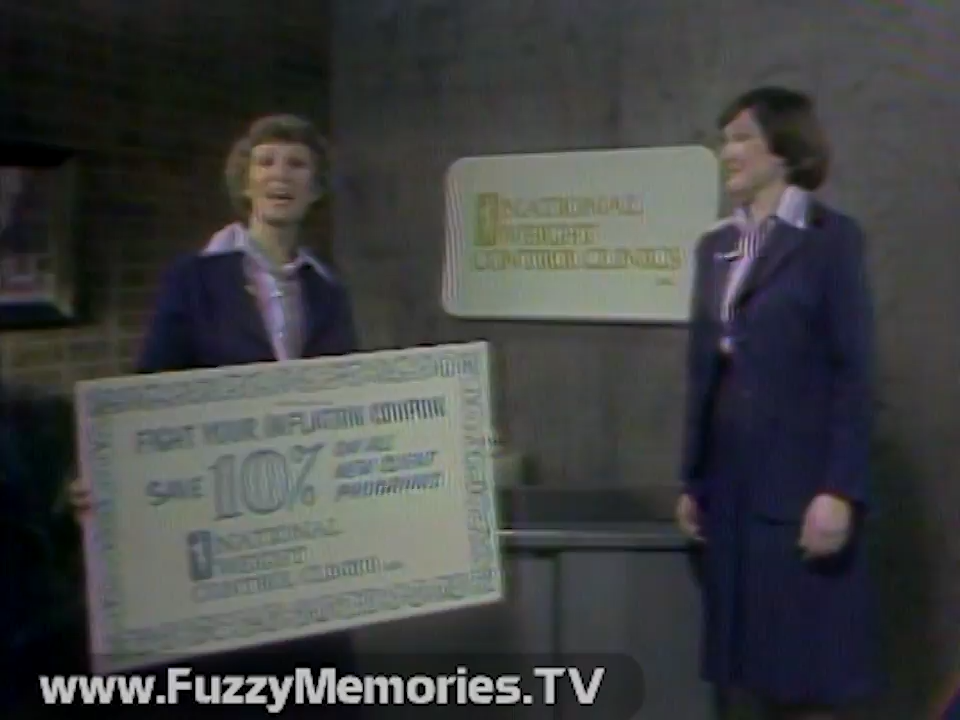 NATIONAL
WEIGHT
CONTROL CLINICS
FIGHT YOUR INFLATION COUPON
SAVE 10% ON ALL
NEW CLIENT
PROGRAMS!
NATIONAL
WEIGHT
CONTROL CLINICS
www.FuzzyMemories.TV